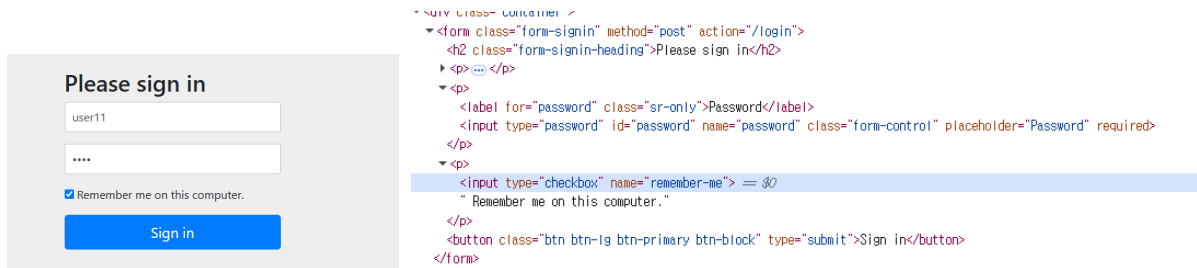 Please sign in
user11
Remember me on this computer.
Sign in
<div class="container">
<form class="form-signin" method="post" action="/login">
<h2 class="form-signin-heading">Please sign in</h2>
<p>…</p>
<p>
<label for="password" class="sr-only">Password</label>
<input type="password" id="password" name="password" class="form-control" placeholder="Password" required>
</p>
<p>
<input type="checkbox" name="remember-me"> == $0
" Remember me on this computer."
</p>
<button class="btn btn-lg btn-primary btn-block" type="submit">Sign in</button>
</form>